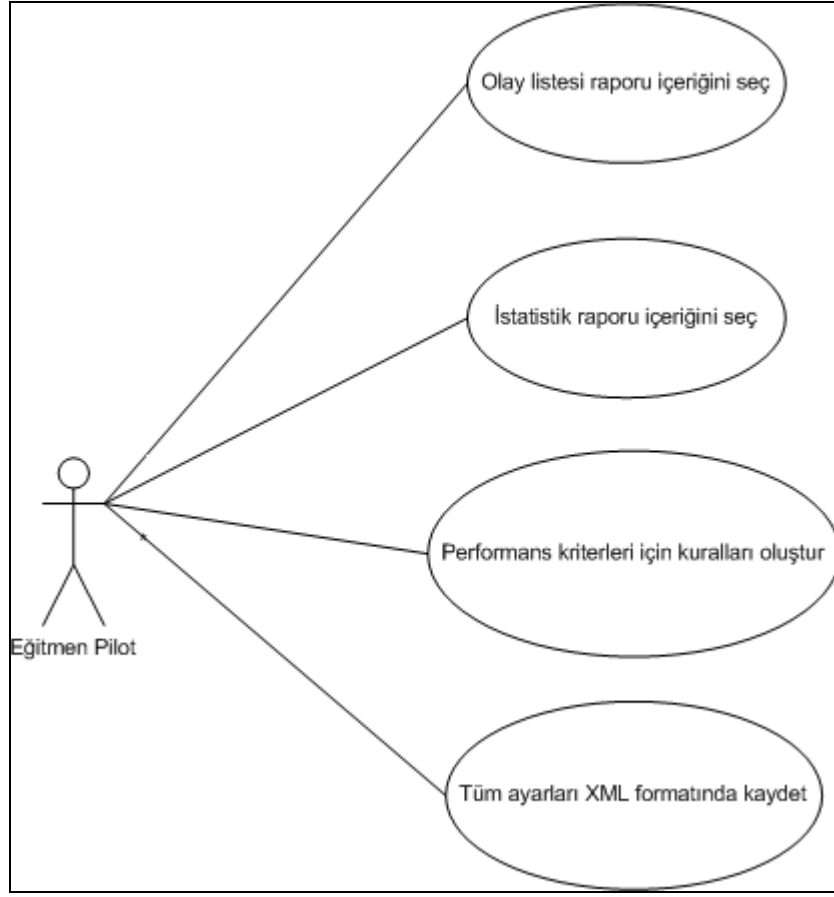 Olay listesi raporu içeriğini seç
İstatistik raporu içeriğini seç
Performans kriterleri için kuralları oluştur
Eğitmen Pilot
Tüm ayarları XML formatında kaydet